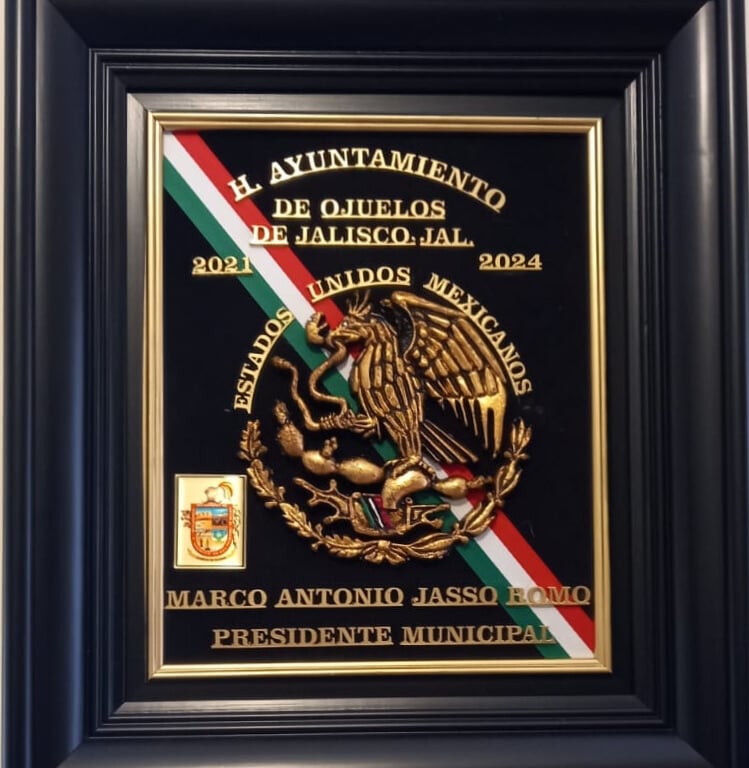 H. AYUNTAMIENTO
DE OJUELOS
DE JALISCO. JAL.
2021 2024
ESTADOS UNIDOS MEXICANOS
MARCO ANTONIO JASSO ROMO
PRESIDENTE MUNICIPAL